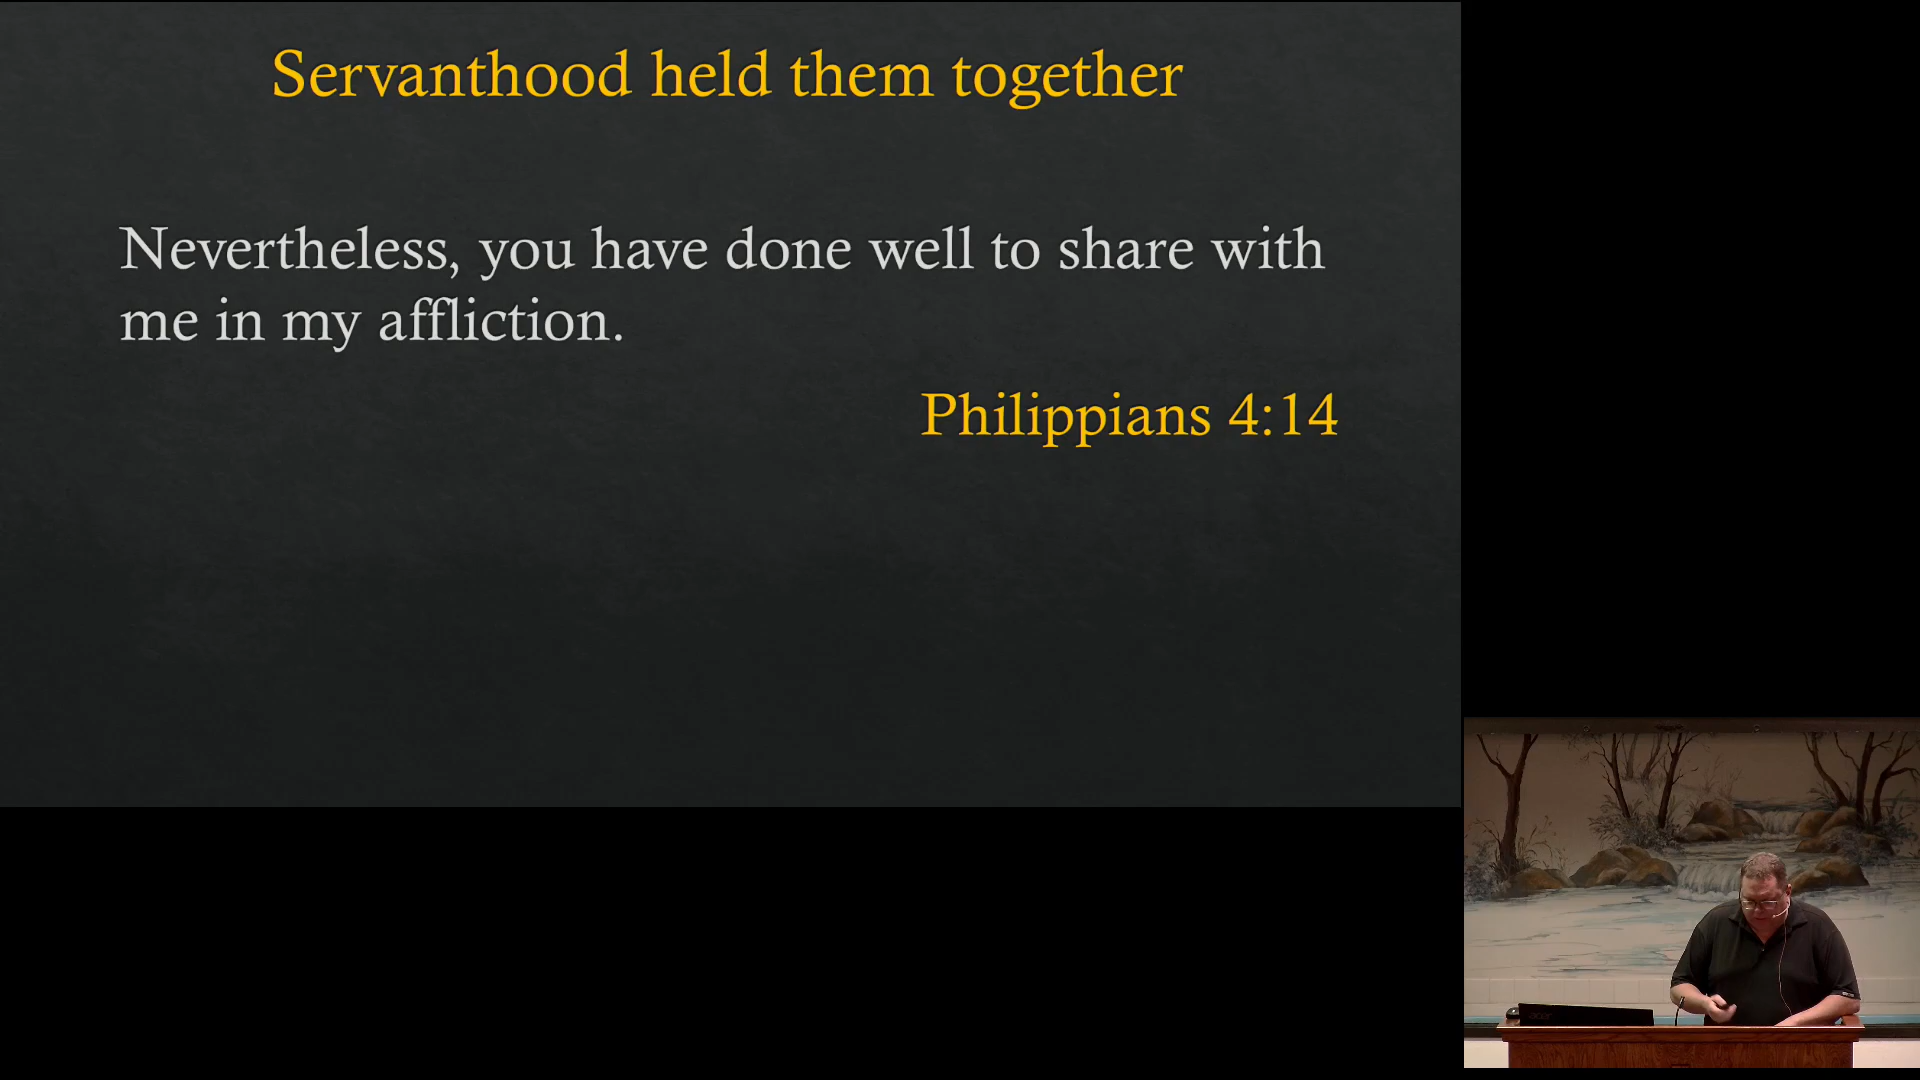 Servanthood held them together
Nevertheless, you have done well to share with
me in my affliction.
Philippians 4:14
acer